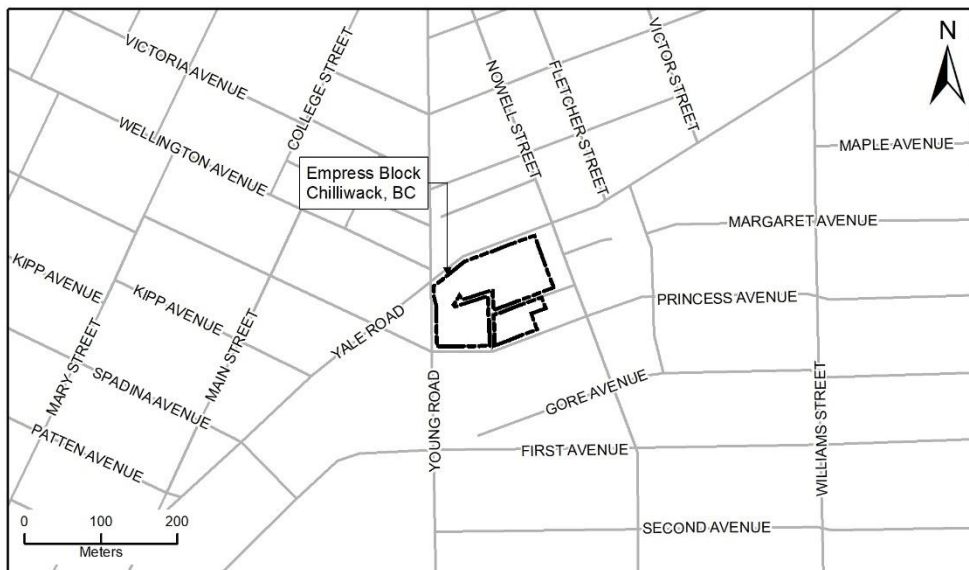 VICTORIA AVENUE
COLLEGE STREET
WELLINGTON AVENUE
NOWELL STREET
FLETCHER STREET
VICTOR STREET
N
MAPLE AVENUE
Empress Block
Chilliwack, BC
MARGARET AVENUE
KIPP AVENUE
KIPP AVENUE
PRINCESS AVENUE
YALE ROAD
MARY STREET
MAIN STREET
SPADINA AVENUE
GORE AVENUE
PATTEN AVENUE
YOUNG ROAD
FIRST AVENUE
WILLIAMS STREET
SECOND AVENUE
0 100 200
Meters